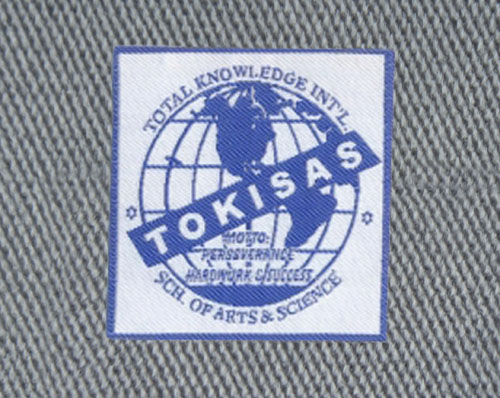 TOTAL KNOWLEDGE INT'L.
TOKISAS
MOTTO:
PERSEVERANCE
HARDWORK & SUCCESS
SCH. OF ARTS & SCIENCE